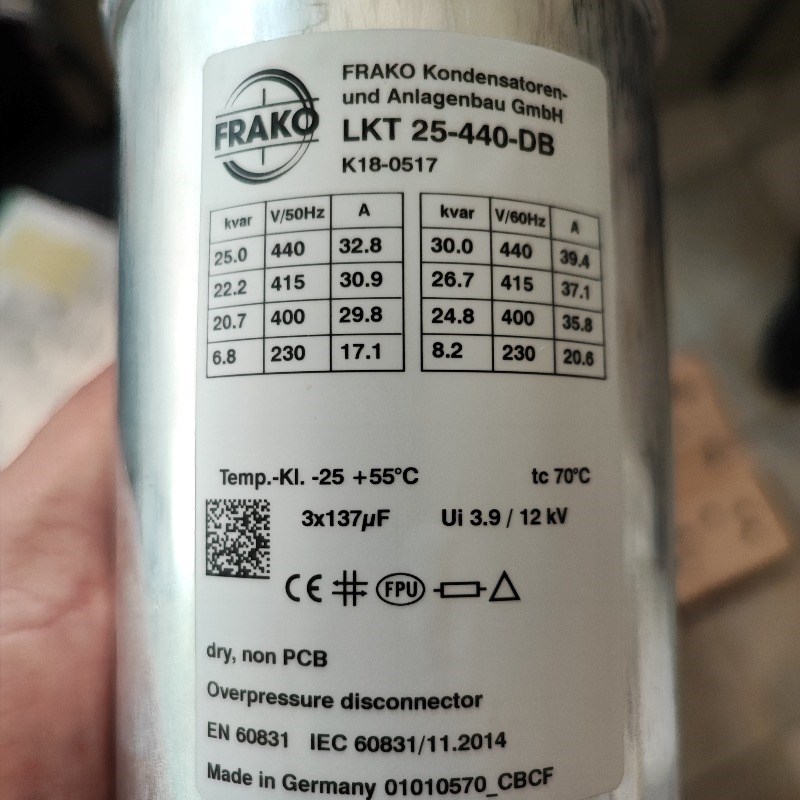 FRAKO
FRAKO Kondensatoren-
und Anlagenbau GmbH
LKT 25-440-DB
K18-0517
kvar V/50Hz A
25.0 440 32.8
22.2 415 30.9
20.7 400 29.8
6.8 230 17.1
kvar V/60Hz A
30.0 440 39.4
26.7 415 37.1
24.8 400 35.8
8.2 230 20.6
Temp.-Kl. -25 +55°C tc 70°C
3x137µF Ui 3.9 / 12 kV
CE FPU
dry, non PCB
Overpressure disconnector
EN 60831 IEC 60831/11.2014
Made in Germany 01010570_CBCF